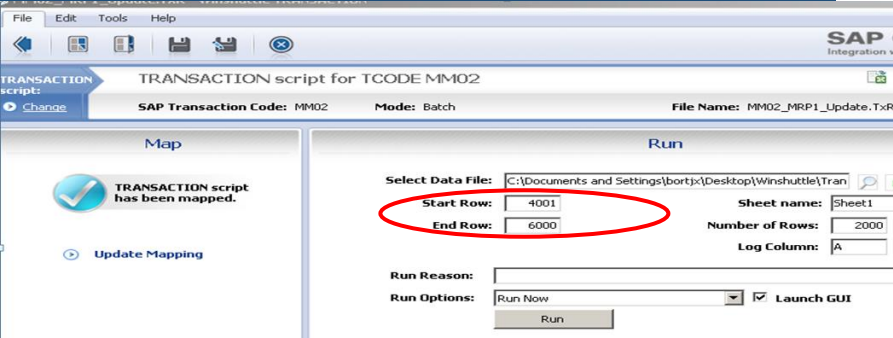 File Edit Tools Help
SAP
Integration
TRANSACTION script:
TRANSACTION script for TCODE MM02
Change
SAP Transaction Code: MM02 Mode: Batch File Name: MM02_MRP1_Update.TxR
Map
Run
TRANSACTION script
has been mapped.
Update Mapping
Select Data File: C:\Documents and Settings\bortjx\Desktop\Winshuttle\Tran
Start Row: 4001 Sheet name: Sheet1
End Row: 6000 Number of Rows: 2000
Log Column: A
Run Reason:
Run Options: Run Now Launch GUI
Run